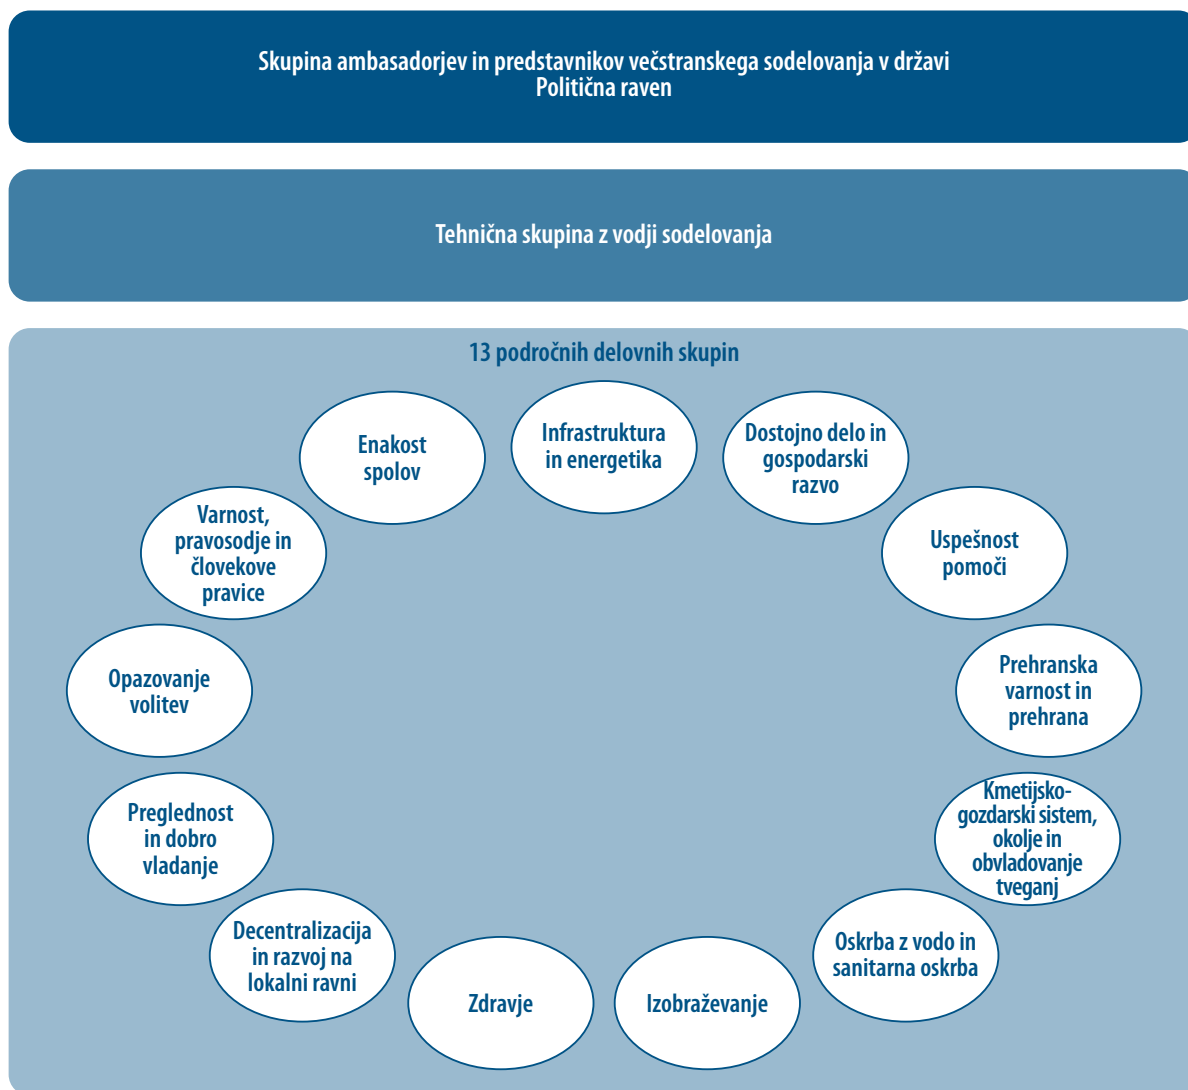 Skupina ambasadorjev in predstavnikov večstranskega sodelovanja v državi
Politična raven
Tehnična skupina z vodji sodelovanja
13 področnih delovnih skupin
Infrastruktura
in energetika
Dostojno delo in
gospodarski
razvo
Uspešnost
pomoči
Prehranska
varnost in
prehrana
Kmetijsko-
gozdarski sistem,
okolje in
obvladovanje
tveganj
Oskrba z vodo in
sanitarna oskrba
Izobraževanje
Zdravje
Decentralizacija
in razvoj na
lokalni ravni
Preglednost
in dobro
vladanje
Opazovanje
volitev
Varnost,
pravosodje in
človekove
pravice
Enakost
spolov